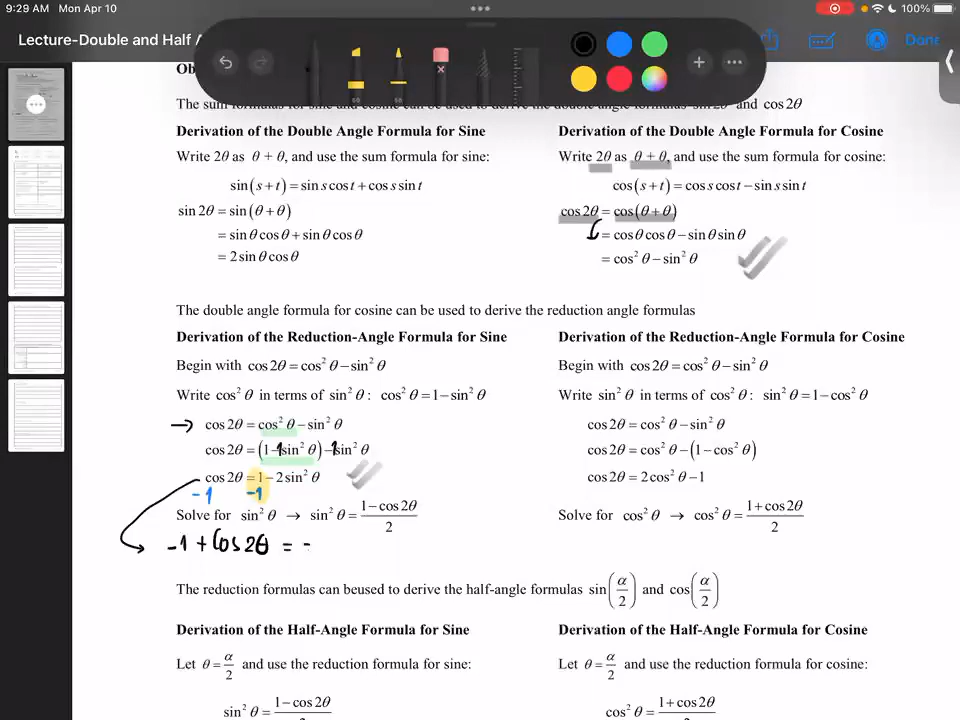 9:29 AM Mon Apr 10
100%
Lecture-Double and Half A
Done
Ob
The sum formulas for sine and cosine can be used to derive the double angle formulas sin 2θ and cos 2θ
Derivation of the Double Angle Formula for Sine
Write 2θ as θ + θ, and use the sum formula for sine:
sin(s + t) = sin s cos t + cos s sin t
sin 2θ = sin(θ + θ)
= sin θ cos θ + sin θ cos θ
= 2 sin θ cos θ
Derivation of the Double Angle Formula for Cosine
Write 2θ as θ + θ, and use the sum formula for cosine:
cos(s + t) = cos s cos t − sin s sin t
cos 2θ = cos(θ + θ)
= cos θ cos θ − sin θ sin θ
= cos² θ − sin² θ
The double angle formula for cosine can be used to derive the reduction angle formulas
Derivation of the Reduction-Angle Formula for Sine
Begin with cos 2θ = cos² θ − sin² θ
Write cos² θ in terms of sin² θ : cos² θ = 1 − sin² θ
→ cos 2θ = cos² θ − sin² θ
cos 2θ = (1 − 1sin² θ) − 1sin² θ
cos 2θ = 1 − 2 sin² θ
-1 -1
Solve for sin² θ → sin² θ = (1 − cos 2θ)/2
-1 + Cos 2θ = -
Derivation of the Reduction-Angle Formula for Cosine
Begin with cos 2θ = cos² θ − sin² θ
Write sin² θ in terms of cos² θ : sin² θ = 1 − cos² θ
cos 2θ = cos² θ − sin² θ
cos 2θ = cos² θ − (1 − cos² θ)
cos 2θ = 2 cos² θ − 1
Solve for cos² θ → cos² θ = (1 + cos 2θ)/2
The reduction formulas can beused to derive the half-angle formulas sin(α/2) and cos(α/2)
Derivation of the Half-Angle Formula for Sine
Let θ = α/2 and use the reduction formula for sine:
sin² θ = (1 − cos 2θ)/2
Derivation of the Half-Angle Formula for Cosine
Let θ = α/2 and use the reduction formula for cosine:
cos² θ = (1 + cos 2θ)/2